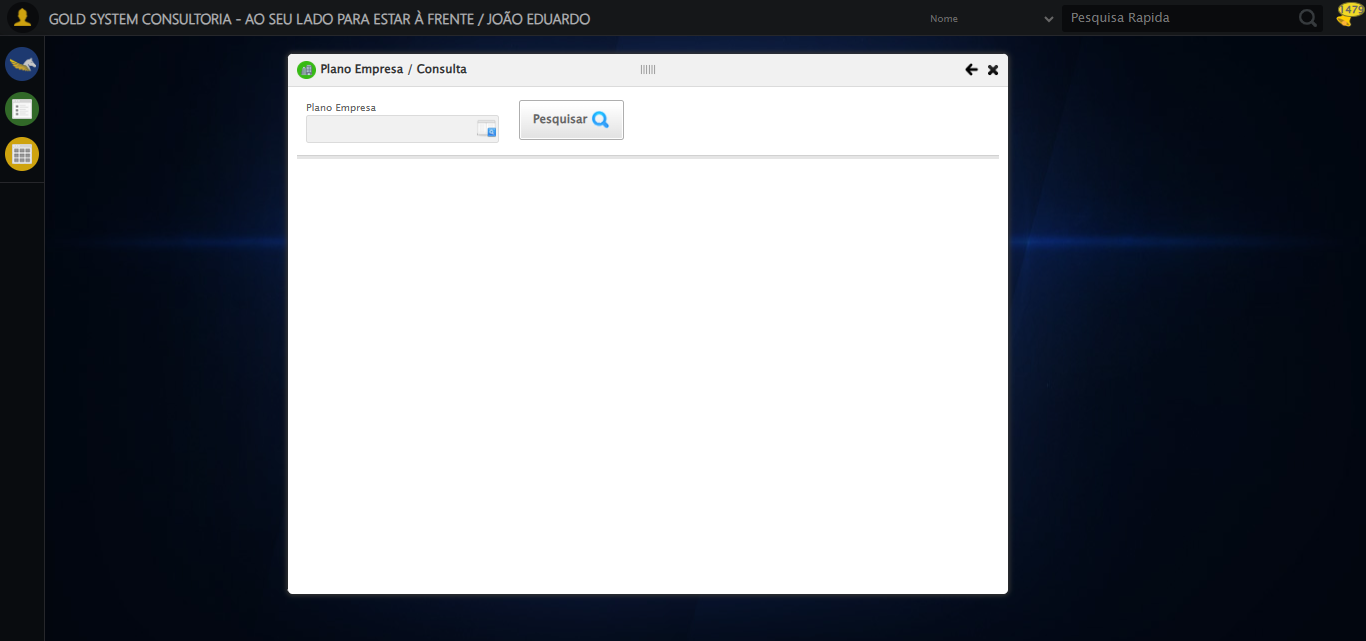 GOLD SYSTEM CONSULTORIA - AO SEU LADO PARA ESTAR À FRENTE / JOÃO EDUARDO
Nome
Pesquisa Rapida
1479
Plano Empresa / Consulta
Plano Empresa
Pesquisar